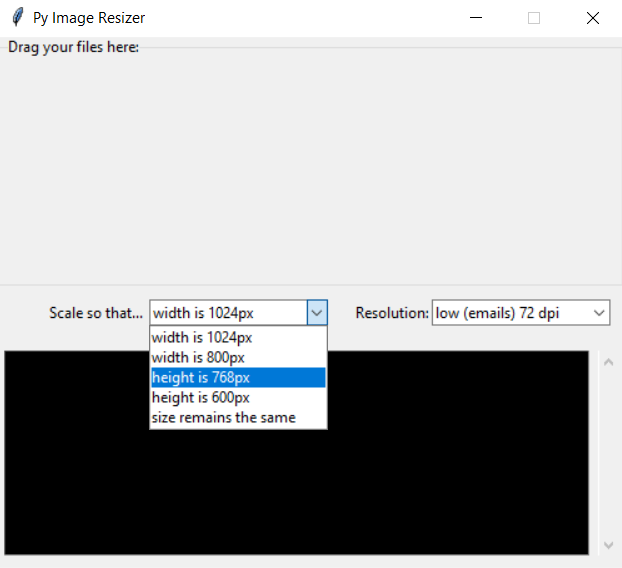 Py Image Resizer
Drag your files here:
Scale so that... width is 1024px Resolution: low (emails) 72 dpi
width is 1024px
width is 800px
height is 768px
height is 600px
size remains the same